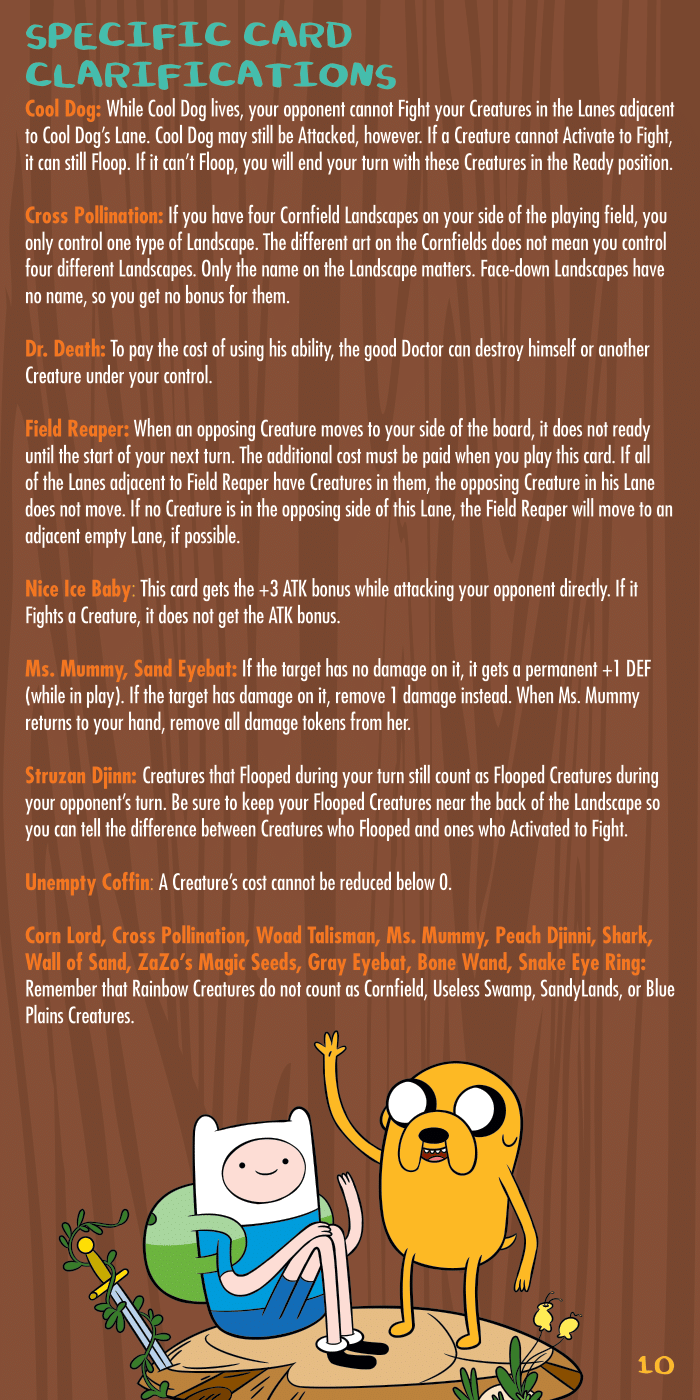 SPECIFIC CARD
CLARIFICATIONS
Cool Dog: While Cool Dog lives, your opponent cannot Fight your Creatures in the Lanes adjacent
to Cool Dog's Lane. Cool Dog may still be Attacked, however. If a Creature cannot Activate to Fight,
it can still Floop. If it can't Floop, you will end your turn with these Creatures in the Ready position.
Cross Pollination: If you have four Cornfield Landscapes on your side of the playing field, you
only control one type of Landscape. The different art on the Cornfields does not mean you control
four different Landscapes. Only the name on the Landscape matters. Face-down Landscapes have
no name, so you get no bonus for them.
Dr. Death: To pay the cost of using his ability, the good Doctor can destroy himself or another
Creature under your control.
Field Reaper: When an opposing Creature moves to your side of the board, it does not ready
until the start of your next turn. The additional cost must be paid when you play this card. If all
of the Lanes adjacent to Field Reaper have Creatures in them, the opposing Creature in his Lane
does not move. If no Creature is in the opposing side of this Lane, the Field Reaper will move to an
adjacent empty Lane, if possible.
Nice Ice Baby: This card gets the +3 ATK bonus while attacking your opponent directly. If it
Fights a Creature, it does not get the ATK bonus.
Ms. Mummy, Sand Eyebat: If the target has no damage on it, it gets a permanent +1 DEF
(while in play). If the target has damage on it, remove 1 damage instead. When Ms. Mummy
returns to your hand, remove all damage tokens from her.
Struzan Djinn: Creatures that Flooped during your turn still count as Flooped Creatures during
your opponent's turn. Be sure to keep your Flooped Creatures near the back of the Landscape so
you can tell the difference between Creatures who Flooped and ones who Activated to Fight.
Unempty Coffin: A Creature's cost cannot be reduced below 0.
Corn Lord, Cross Pollination, Woad Talisman, Ms. Mummy, Peach Djinni, Shark,
Wall of Sand, ZaZo's Magic Seeds, Gray Eyebat, Bone Wand, Snake Eye Ring:
Remember that Rainbow Creatures do not count as Cornfield, Useless Swamp, SandyLands, or Blue
Plains Creatures.
10